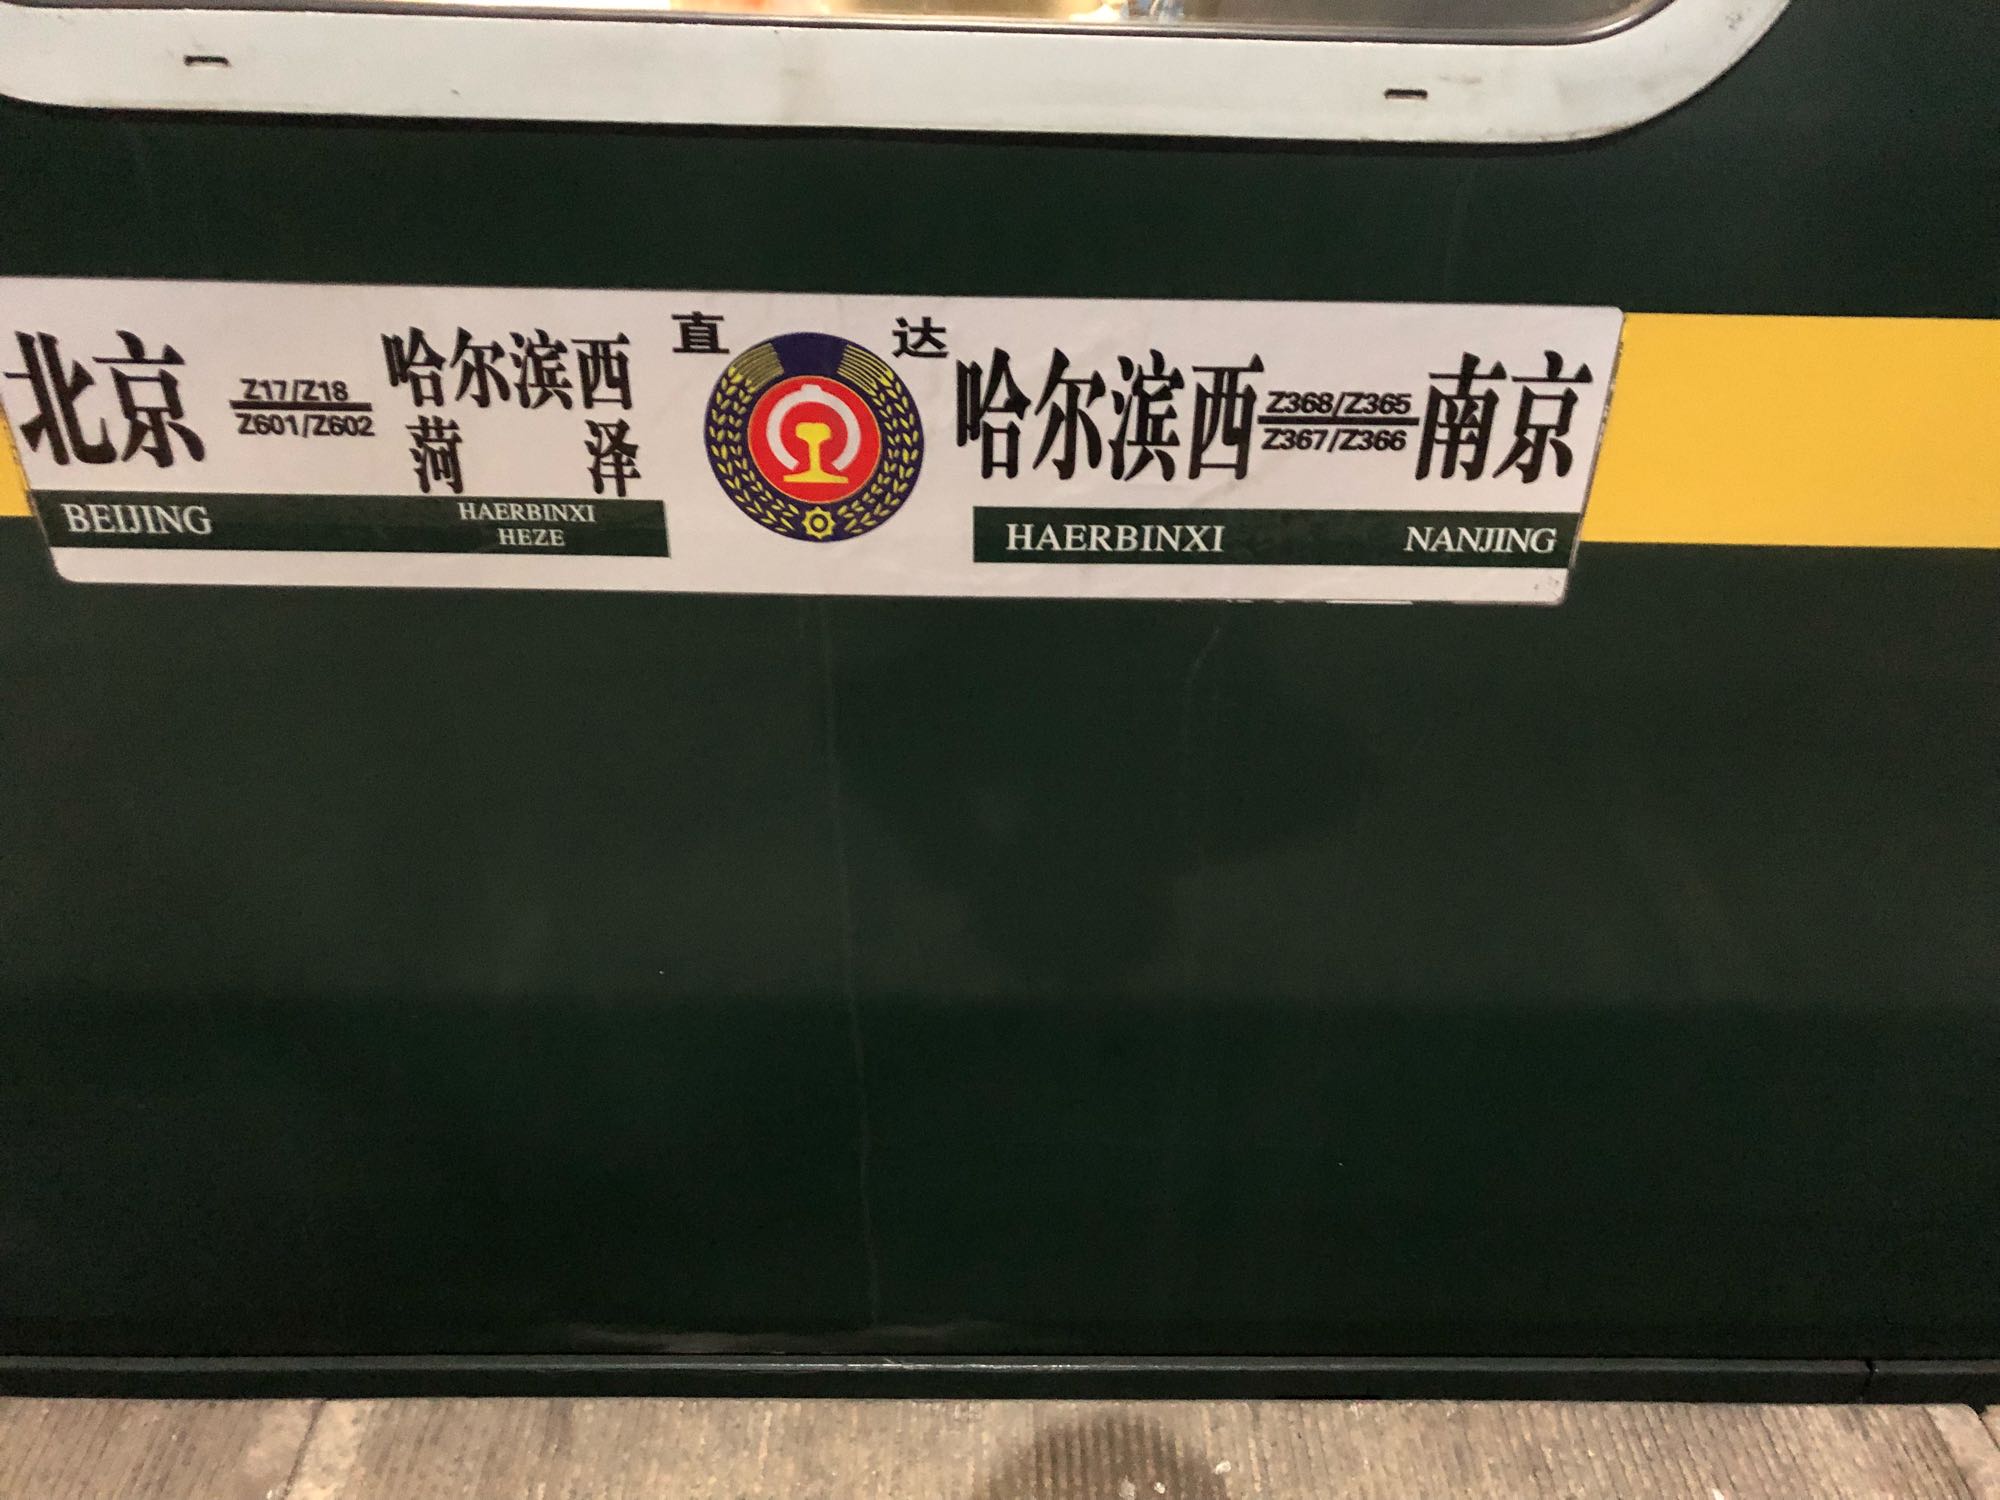 直达
北京 Z17/Z18 哈尔滨西
Z601/Z602 菏泽
哈尔滨西 Z368/Z365 南京
Z367/Z366
BEIJING HAERBINXI
HEZE
HAERBINXI NANJING